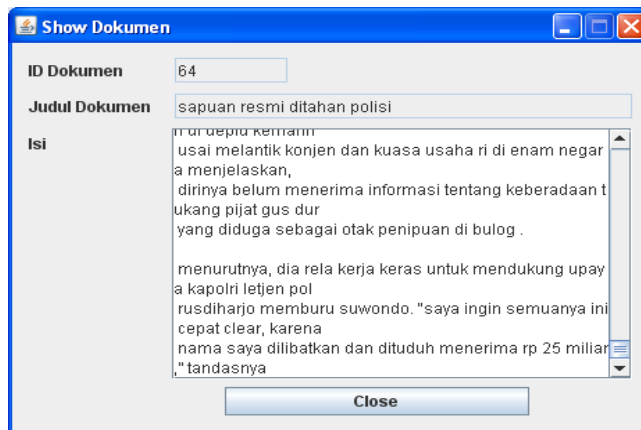 Show Dokumen
ID Dokumen 64
Judul Dokumen sapuan resmi ditahan polisi
Isi
n di deplu kemarin
usai melantik konjen dan kuasa usaha ri di enam negar
a menjelaskan,
dirinya belum menerima informasi tentang keberadaan t
ukang pijat gus dur
yang diduga sebagai otak penipuan di bulog .
menurutnya, dia rela kerja keras untuk mendukung upay
a kapolri letjen pol
rusdiharjo memburu suwondo. "saya ingin semuanya ini
cepat clear, karena
nama saya dilibatkan dan dituduh menerima rp 25 miliar
," tandasnya
Close